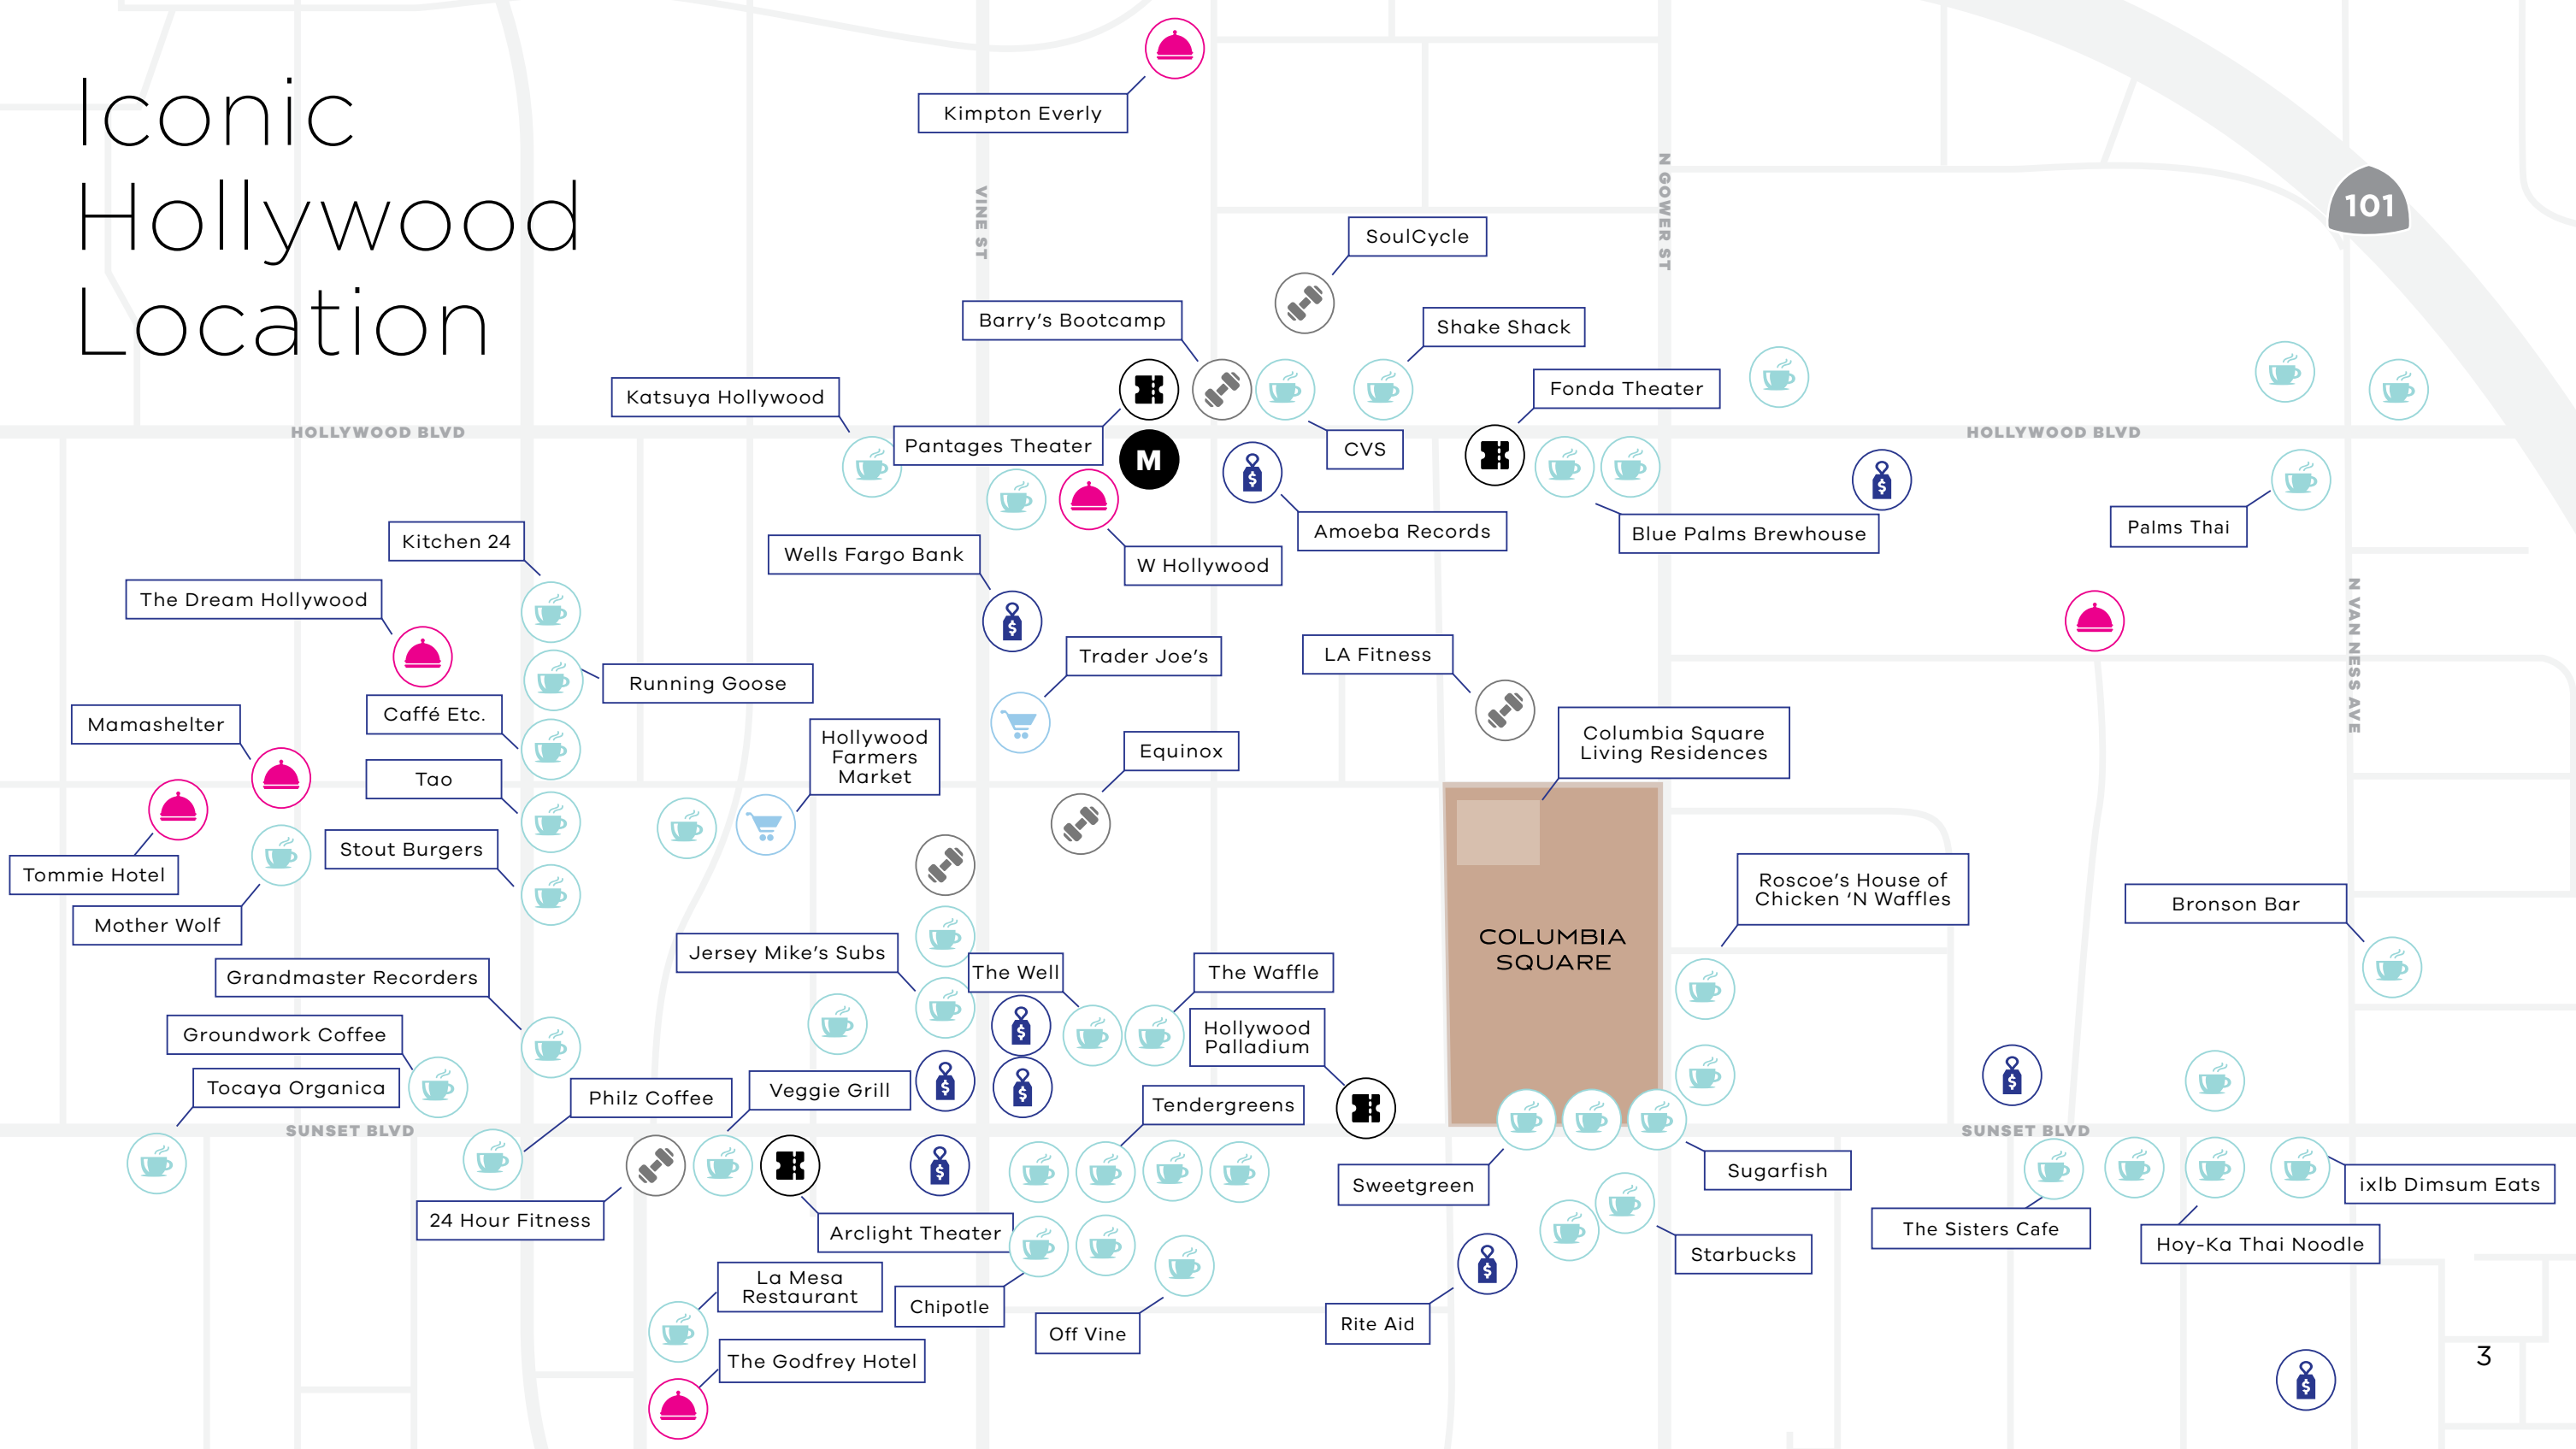 Iconic
Hollywood
Location
Kimpton Everly
VINE ST
N GOWER ST
101
SoulCycle
Barry’s Bootcamp
Shake Shack
Katsuya Hollywood
Fonda Theater
HOLLYWOOD BLVD
Pantages Theater
M
CVS
HOLLYWOOD BLVD
$
$
Amoeba Records
Blue Palms Brewhouse
Palms Thai
Kitchen 24
Wells Fargo Bank
W Hollywood
The Dream Hollywood
$
N VAN NESS AVE
Trader Joe’s
LA Fitness
Running Goose
Mamashelter
Caffé Etc.
Hollywood
Farmers
Market
Equinox
Columbia Square
Living Residences
Tao
Stout Burgers
Tommie Hotel
Mother Wolf
Roscoe’s House of
Chicken ‘N Waffles
Bronson Bar
COLUMBIA
SQUARE
Jersey Mike’s Subs
The Well
The Waffle
Grandmaster Recorders
Groundwork Coffee
$
Hollywood
Palladium
Tocaya Organica
Philz Coffee
Veggie Grill
$
$
$
Tendergreens
SUNSET BLVD
SUNSET BLVD
$
Sweetgreen
Sugarfish
ixlb Dimsum Eats
24 Hour Fitness
Arclight Theater
The Sisters Cafe
Hoy-Ka Thai Noodle
Starbucks
$
La Mesa
Restaurant
Chipotle
Off Vine
Rite Aid
The Godfrey Hotel
3
$